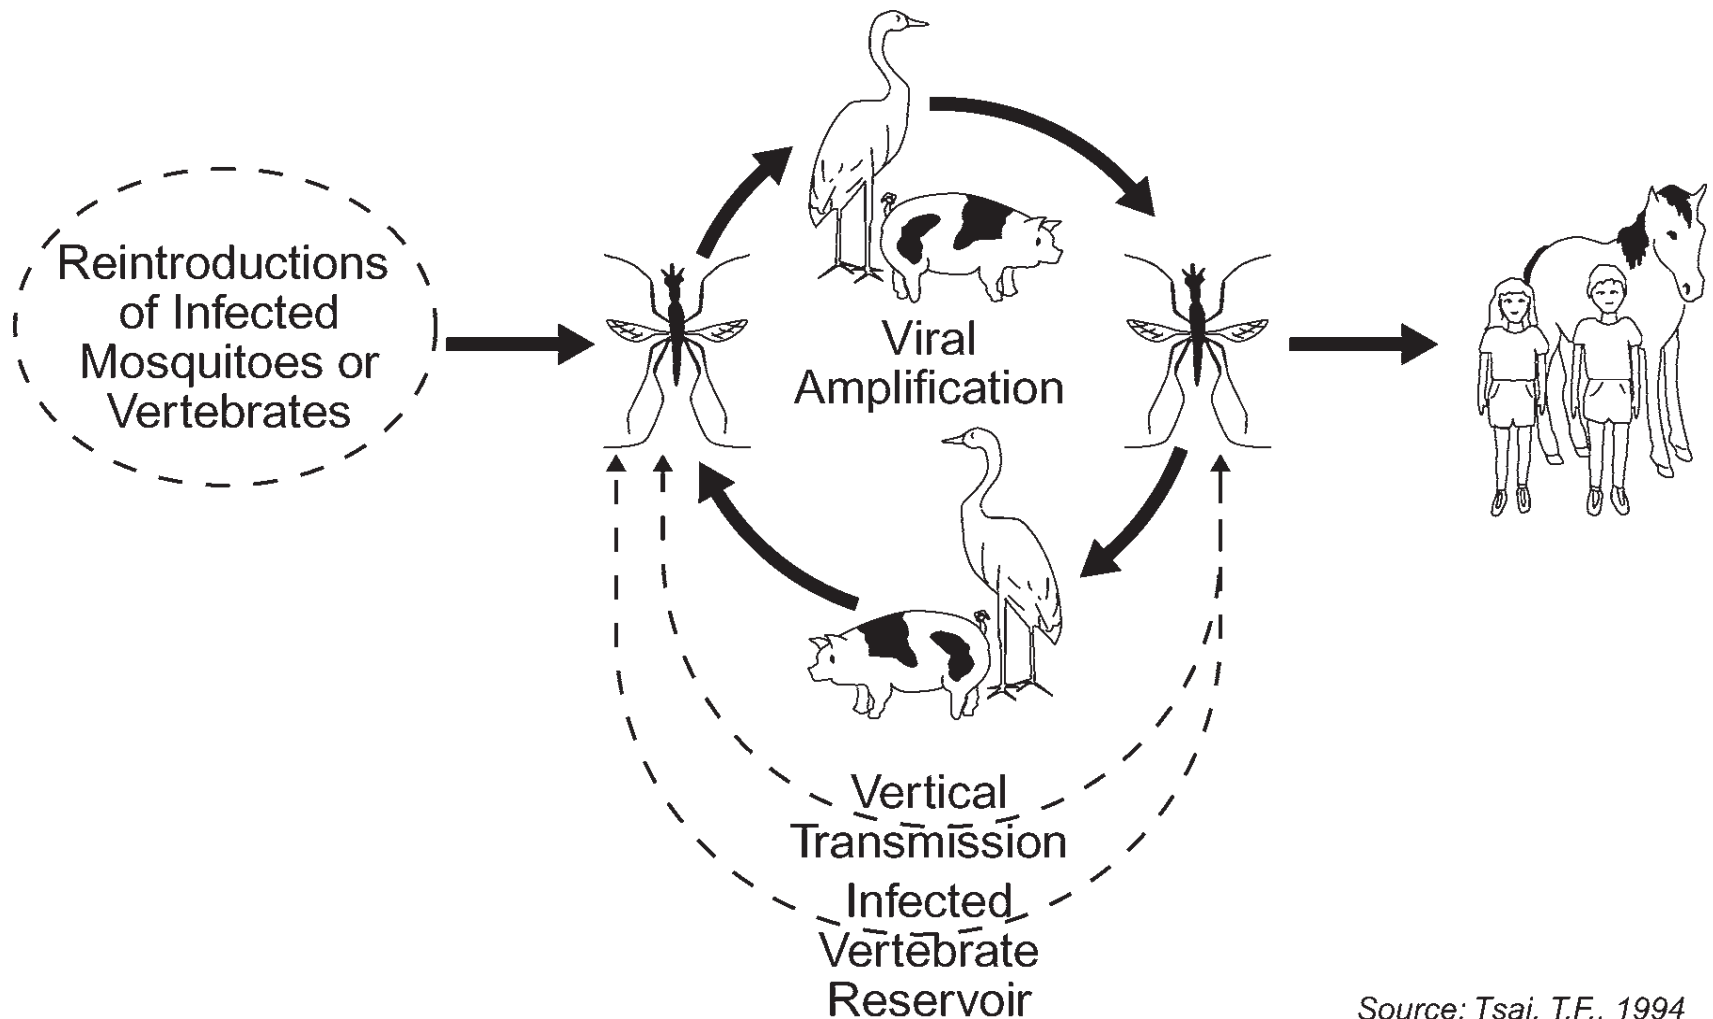 Reintroductions
of Infected
Mosquitoes or
Vertebrates
Viral
Amplification
Vertical
Transmission
Infected
Vertebrate
Reservoir
Source: Tsai, T.F., 1994